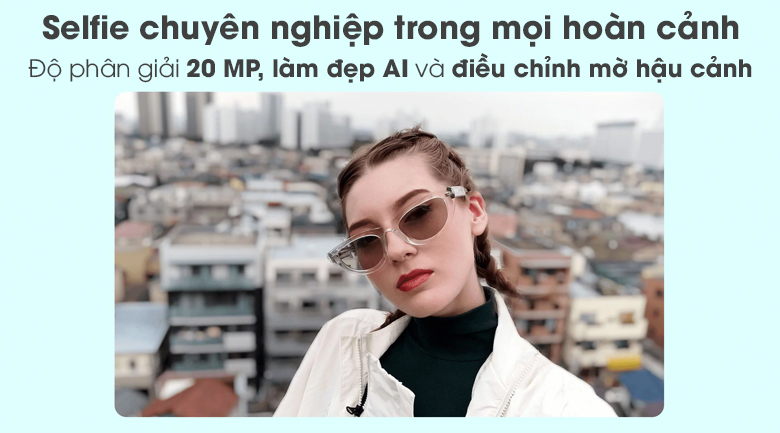 Selfie chuyên nghiệp trong mọi hoàn cảnh
Độ phân giải 20 MP, làm đẹp AI và điều chỉnh mờ hậu cảnh